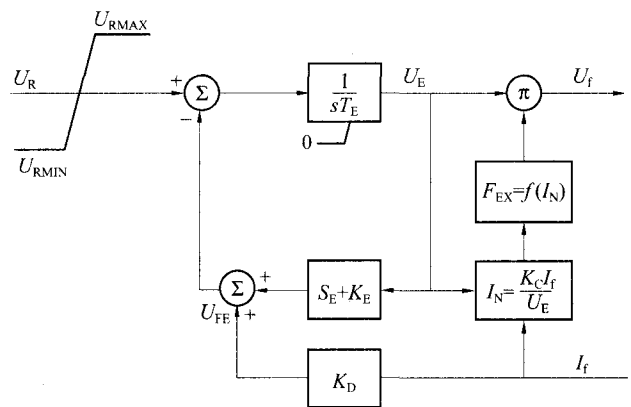 U_RMAX
U_R
+
Σ
−
1
sT_E
U_E
π
U_f
0
U_RMIN
F_EX=f(I_N)
Σ
+
S_E+K_E
I_N=
K_C I_f
U_E
U_FE
+
K_D
I_f